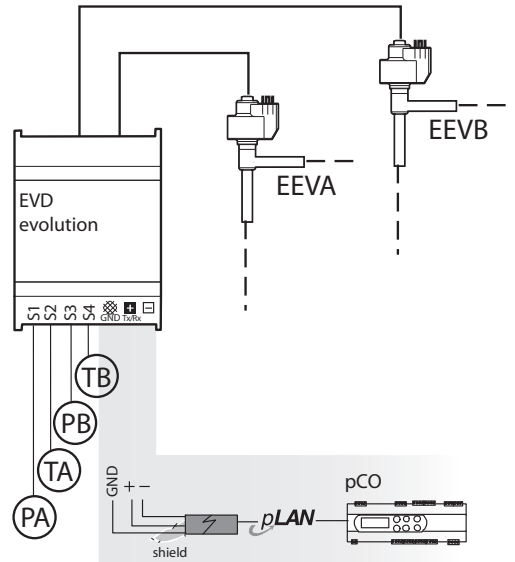 EEVB
EEVA
EVD
evolution
S1 S2 S3 S4 GND Tx/Rx
TB
PB
TA
PA
GND + −
pCO
pLAN
shield